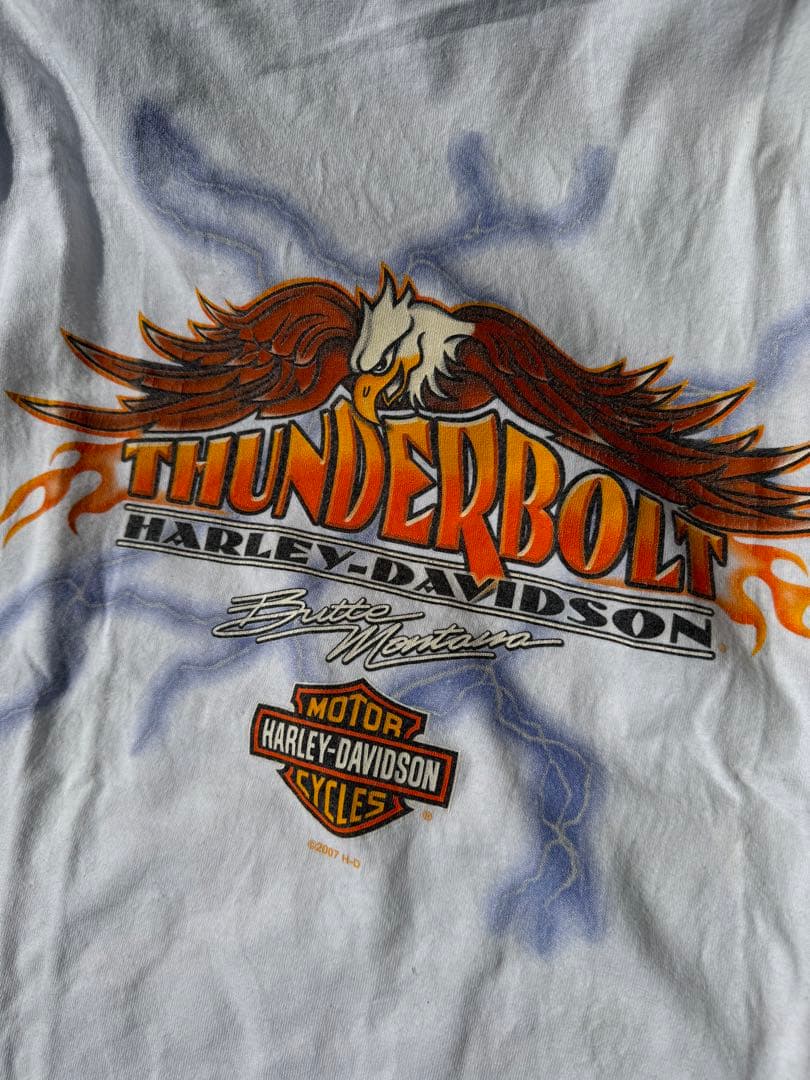 THUNDERBOLT
HARLEY-DAVIDSON
Butte
Montana
MOTOR
HARLEY-DAVIDSON
CYCLES
®
©2007 H-D